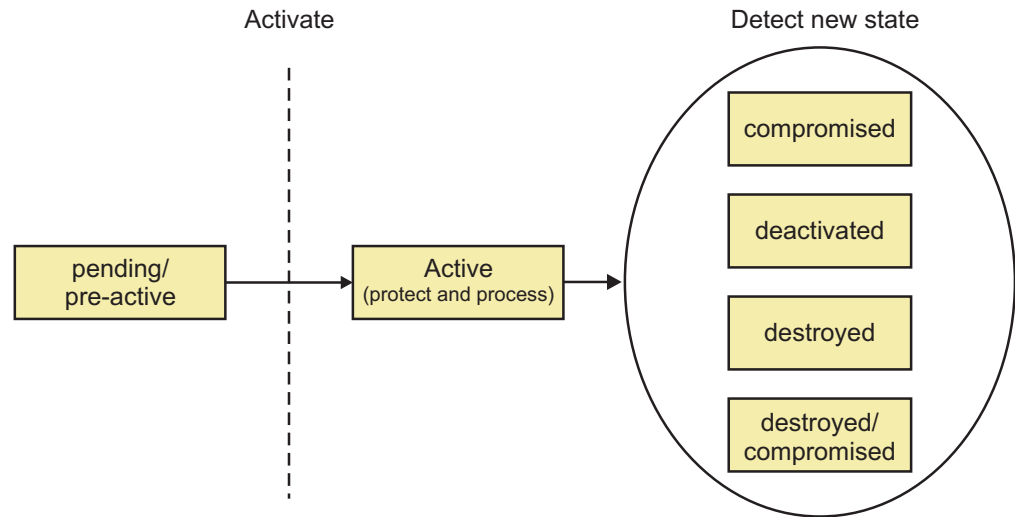 Activate
Detect new state
pending/
pre-active
Active
(protect and process)
compromised
deactivated
destroyed
destroyed/
compromised